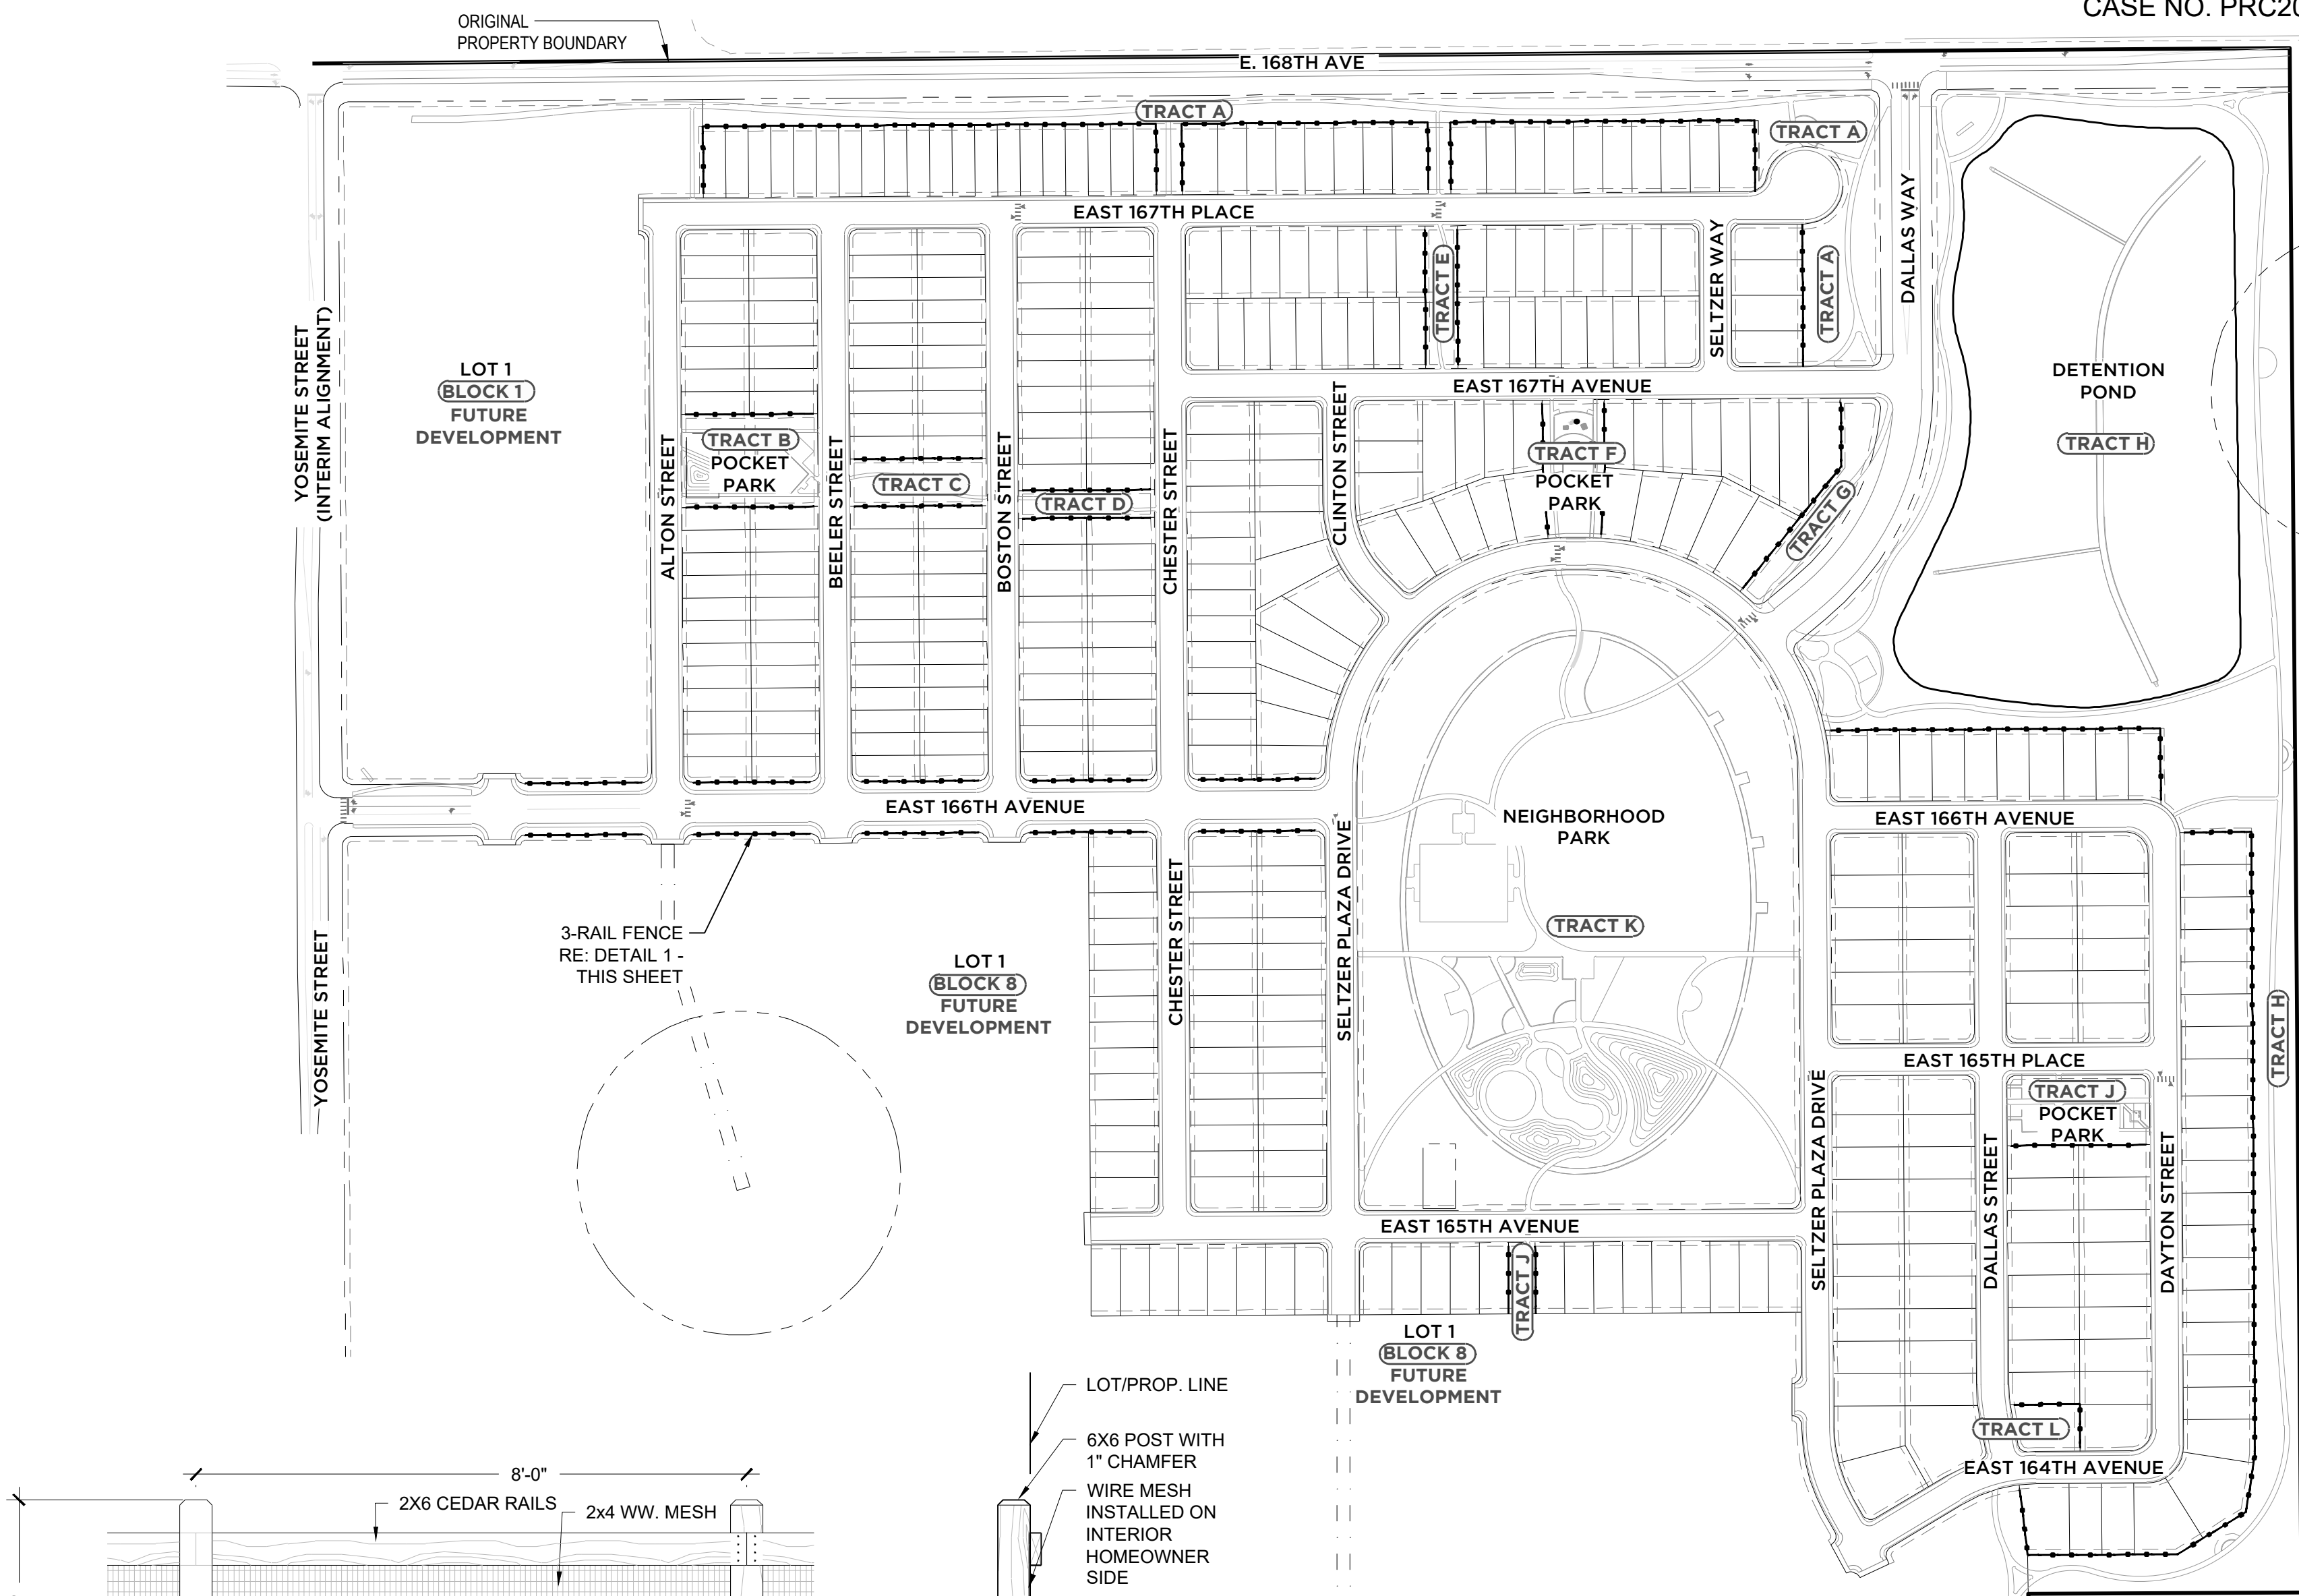 CASE NO. PRC20
ORIGINAL
PROPERTY BOUNDARY
E. 168TH AVE
TRACT A
TRACT A
EAST 167TH PLACE
SELTZER WAY
TRACT E
TRACT A
DALLAS WAY
YOSEMITE STREET
(INTERIM ALIGNMENT)
LOT 1
BLOCK 1
FUTURE
DEVELOPMENT
EAST 167TH AVENUE
DETENTION
POND
TRACT H
ALTON STREET
TRACT B
POCKET
PARK
BEELER STREET
TRACT C
BOSTON STREET
TRACT D
CHESTER STREET
CLINTON STREET
TRACT F
POCKET
PARK
TRACT G
EAST 166TH AVENUE
NEIGHBORHOOD
PARK
EAST 166TH AVENUE
3-RAIL FENCE
RE: DETAIL 1 -
THIS SHEET
YOSEMITE STREET
LOT 1
BLOCK 8
FUTURE
DEVELOPMENT
CHESTER STREET
SELTZER PLAZA DRIVE
TRACT K
TRACT H
EAST 165TH PLACE
TRACT J
POCKET
PARK
SELTZER PLAZA DRIVE
DALLAS STREET
DAYTON STREET
EAST 165TH AVENUE
TRACT J
LOT 1
BLOCK 8
FUTURE
DEVELOPMENT
TRACT L
EAST 164TH AVENUE
LOT/PROP. LINE
6X6 POST WITH
1" CHAMFER
WIRE MESH
INSTALLED ON
INTERIOR
HOMEOWNER
SIDE
8'-0"
2X6 CEDAR RAILS
2x4 WW. MESH